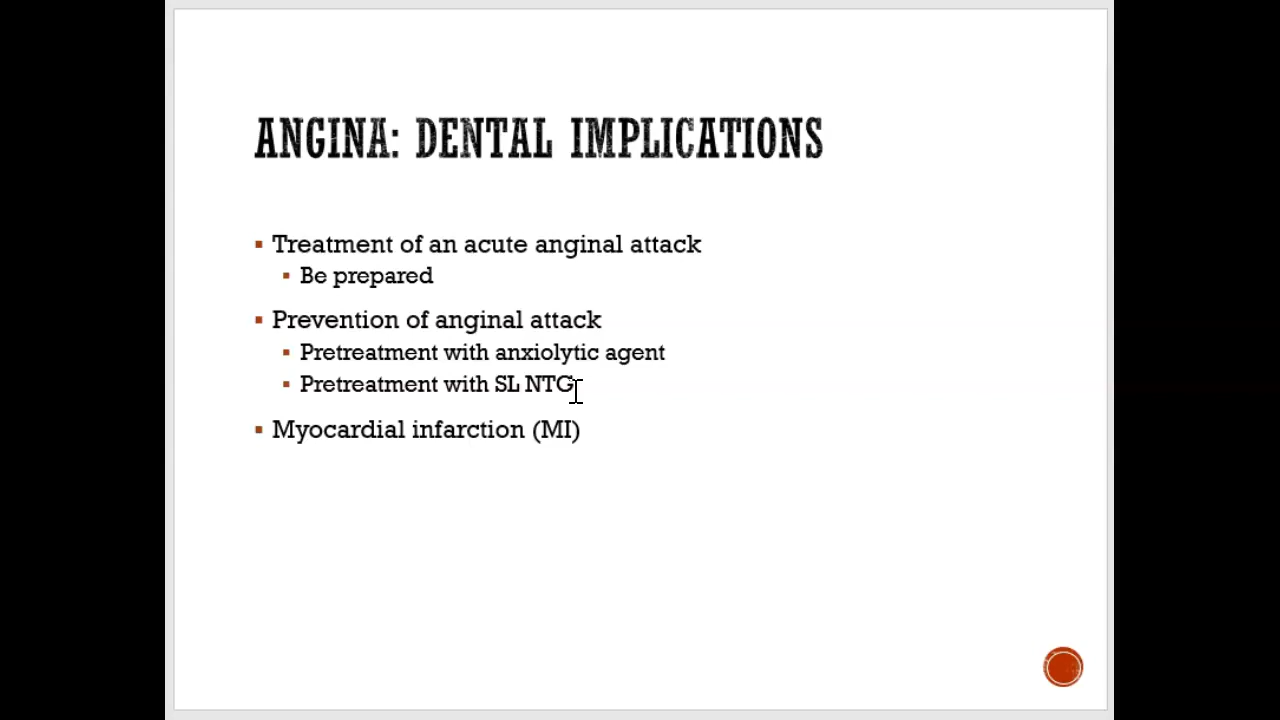 ANGINA: DENTAL IMPLICATIONS
Treatment of an acute anginal attack
Be prepared
Prevention of anginal attack
Pretreatment with anxiolytic agent
Pretreatment with SL NTG
Myocardial infarction (MI)